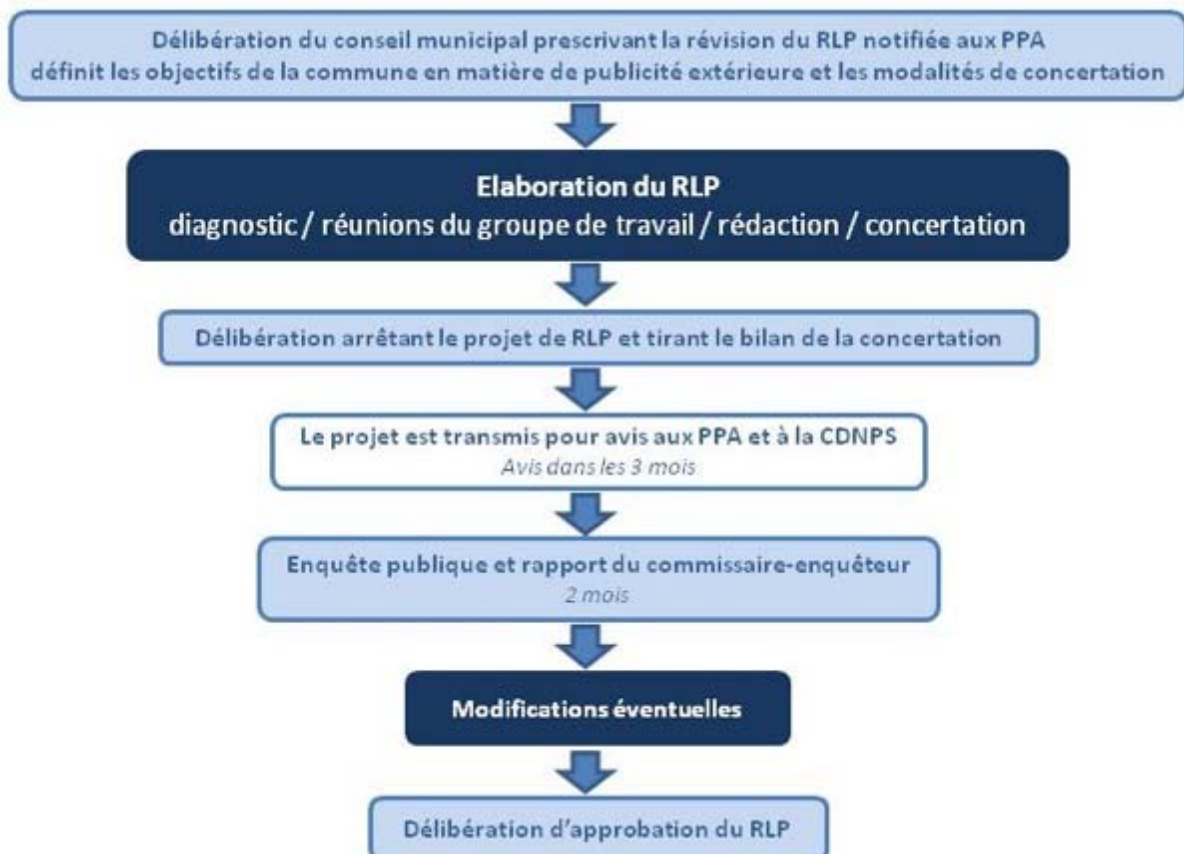 Délibération du conseil municipal prescrivant la révision du RLP notifiée aux PPA
définit les objectifs de la commune en matière de publicité extérieure et les modalités de concertation
Elaboration du RLP
diagnostic / réunions du groupe de travail / rédaction / concertation
Délibération arrêtant le projet de RLP et tirant le bilan de la concertation
Le projet est transmis pour avis aux PPA et à la CDNPS
Avis dans les 3 mois
Enquête publique et rapport du commissaire-enquêteur
2 mois
Modifications éventuelles
Délibération d'approbation du RLP